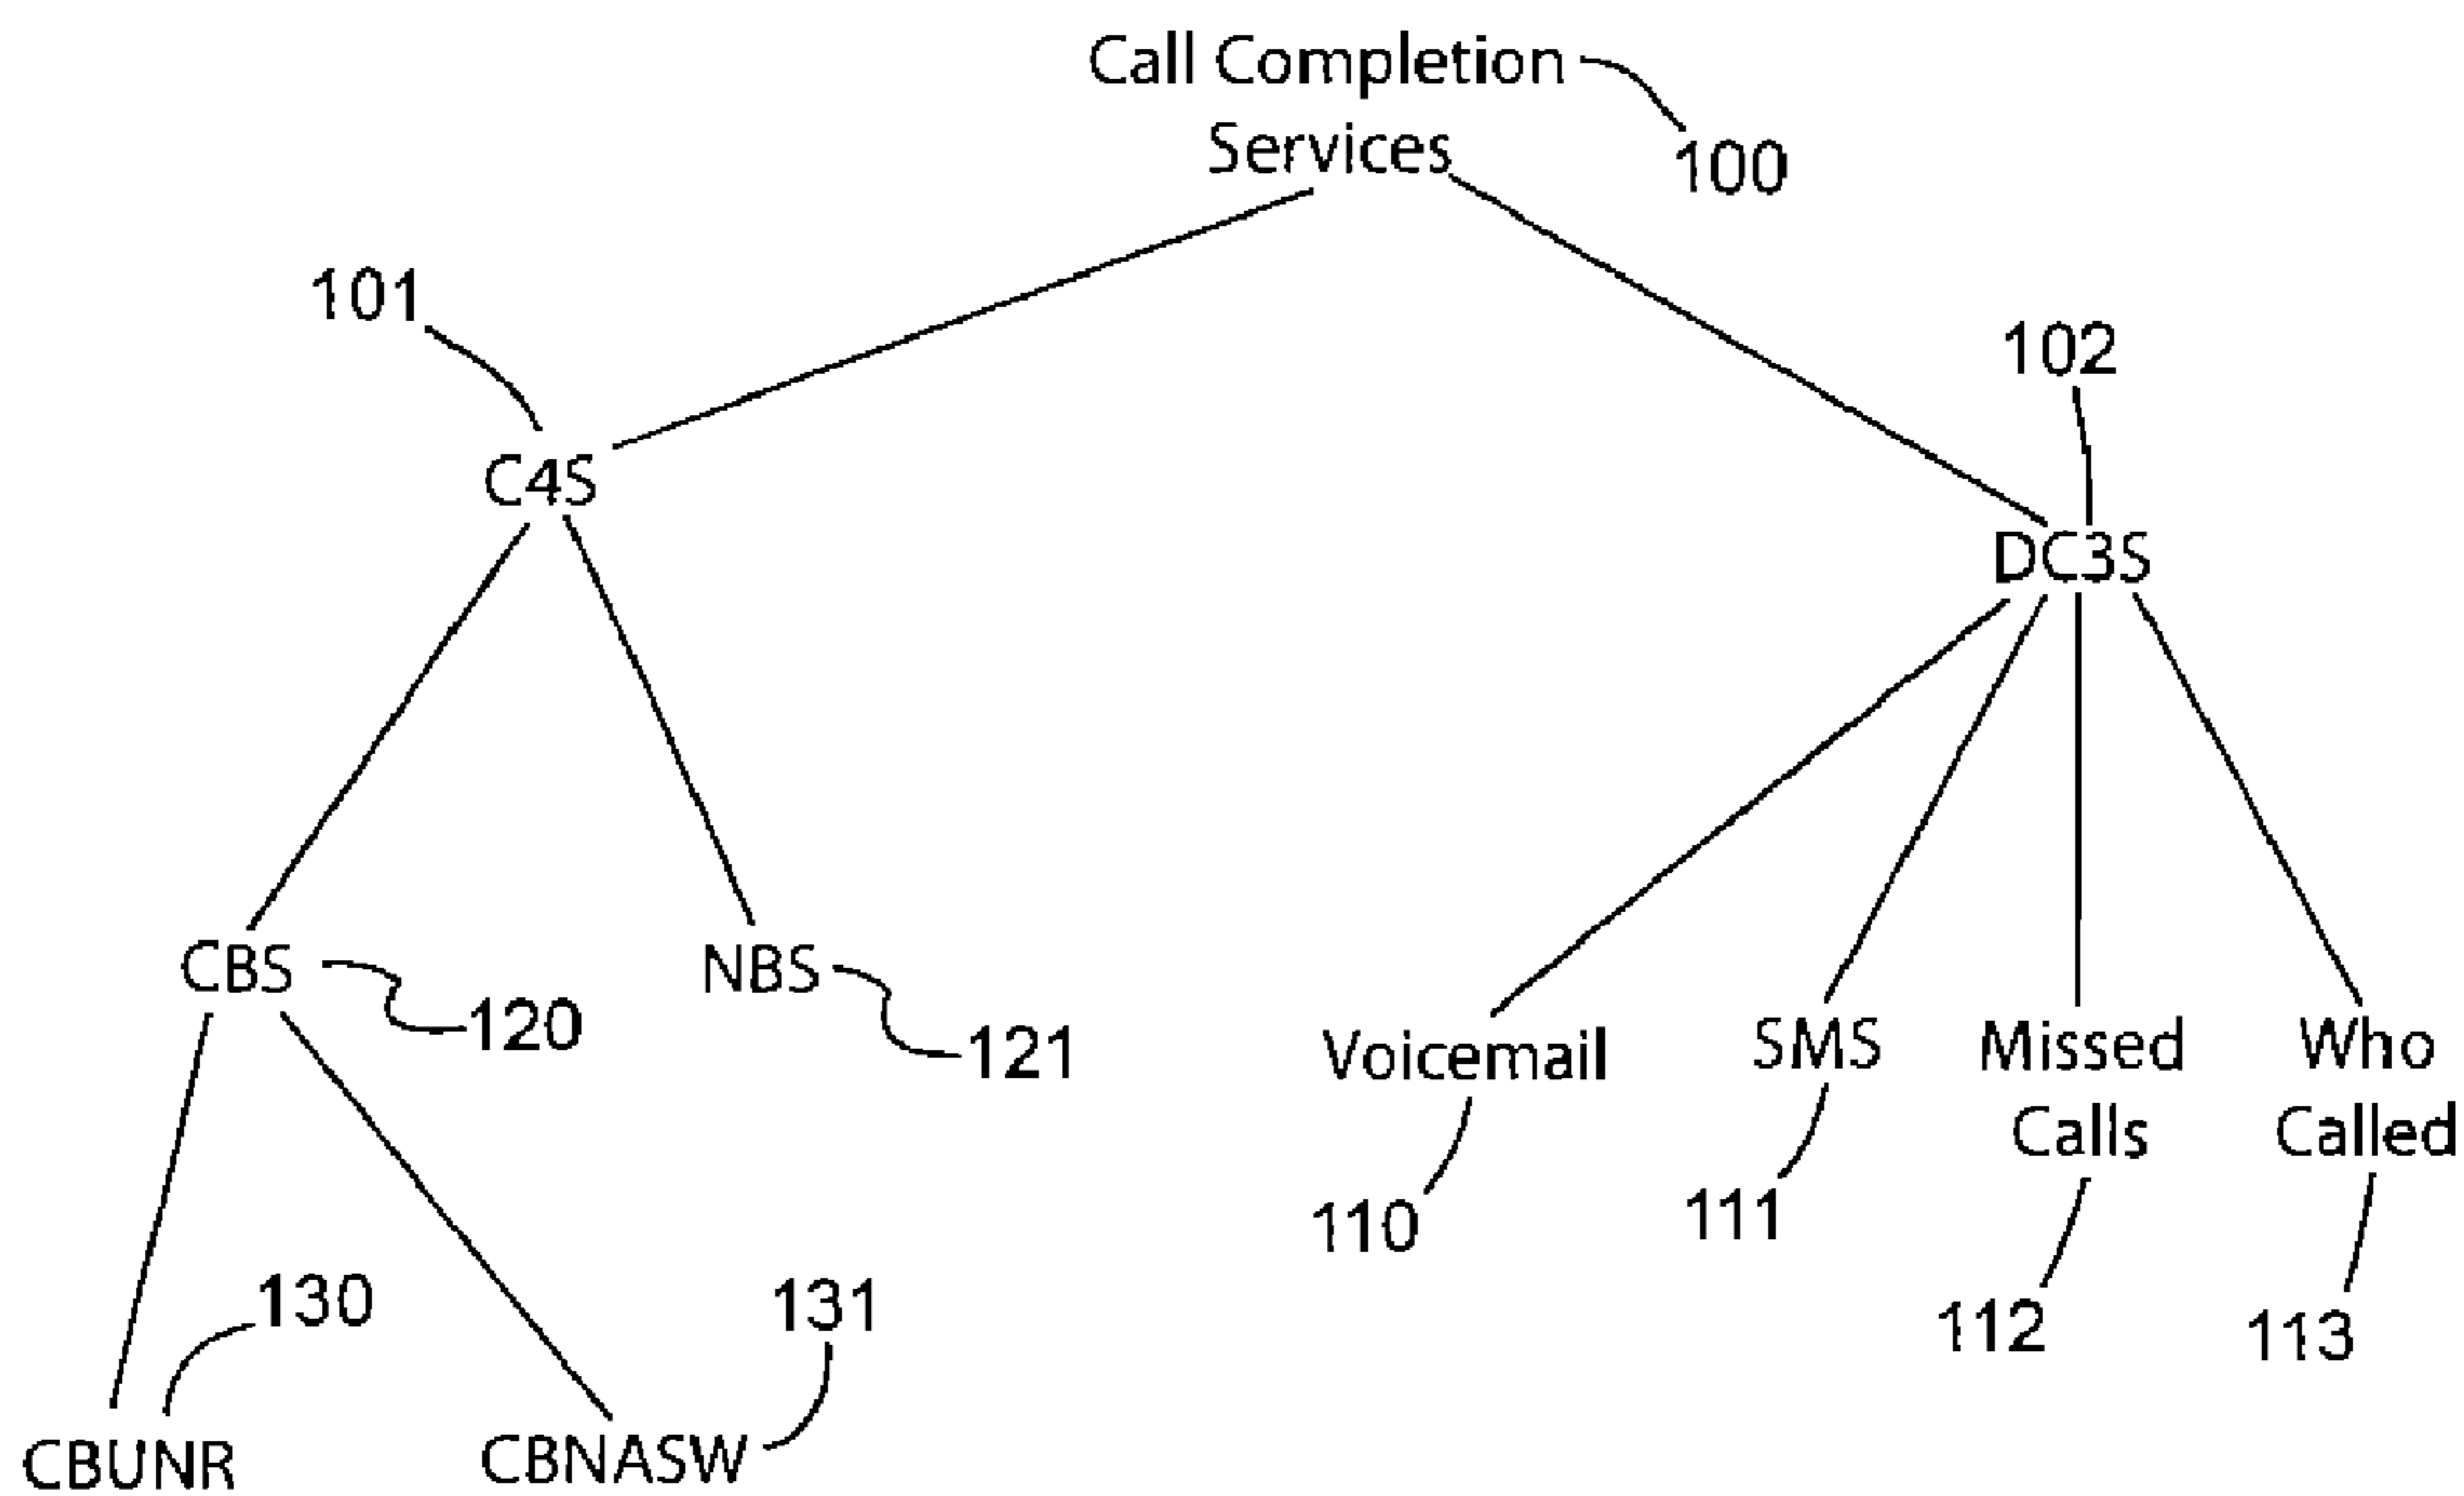 Call Completion
Services
100
101
102
C4S
DC3S
CBS
NBS
120
121
Voicemail
SMS
Missed
Calls
Who
Called
110
111
112
113
130
131
CBUNR
CBNASW